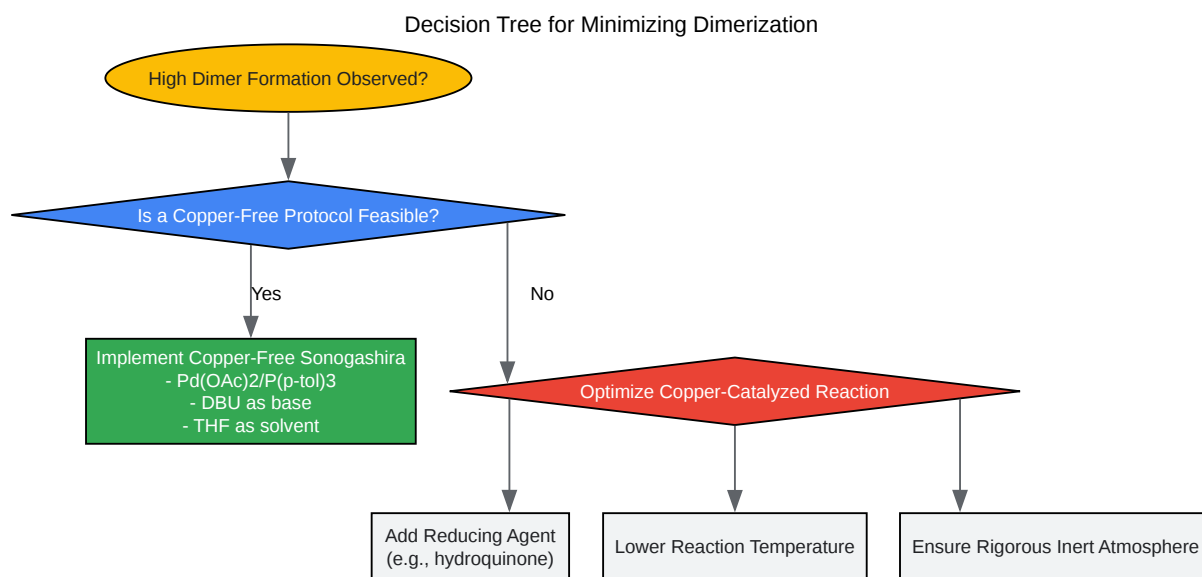 Decision Tree for Minimizing Dimerization
High Dimer Formation Observed?
Is a Copper-Free Protocol Feasible?
Yes
No
Implement Copper-Free Sonogashira
- Pd(OAc)2/P(p-tol)3
- DBU as base
- THF as solvent
Optimize Copper-Catalyzed Reaction
Add Reducing Agent
(e.g., hydroquinone)
Lower Reaction Temperature
Ensure Rigorous Inert Atmosphere